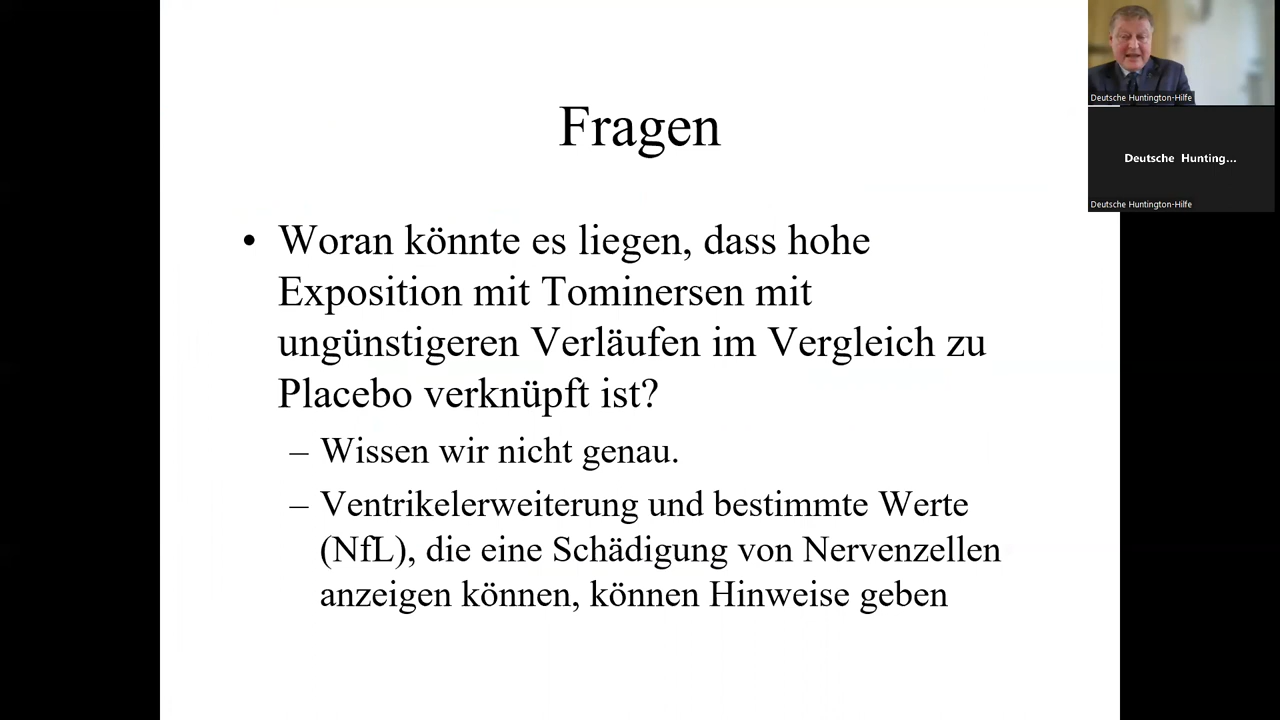 Fragen
• Woran könnte es liegen, dass hohe
Exposition mit Tominersen mit
ungünstigeren Verläufen im Vergleich zu
Placebo verknüpft ist?
– Wissen wir nicht genau.
– Ventrikelerweiterung und bestimmte Werte
(NfL), die eine Schädigung von Nervenzellen
anzeigen können, können Hinweise geben
Deutsche Huntington-Hilfe
Deutsche Hunting...
Deutsche Huntington-Hilfe